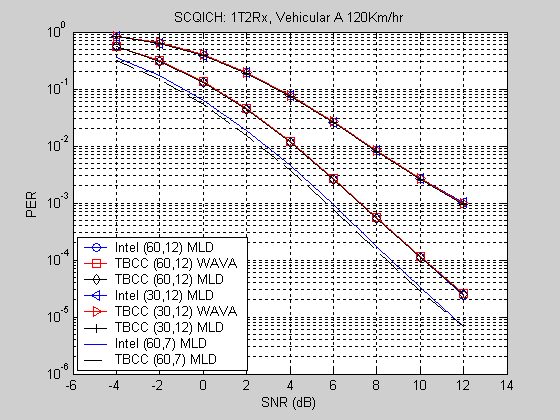 SCQICH: 1T2Rx, Vehicular A 120Km/hr
10^0
10^-1
10^-2
10^-3
10^-4
10^-5
10^-6
PER
Intel (60,12) MLD
TBCC (60,12) WAVA
TBCC (60,12) MLD
Intel (30,12) MLD
TBCC (30,12) WAVA
TBCC (30,12) MLD
Intel (60,7) MLD
TBCC (60,7) MLD
-6 -4 -2 0 2 4 6 8 10 12 14
SNR (dB)